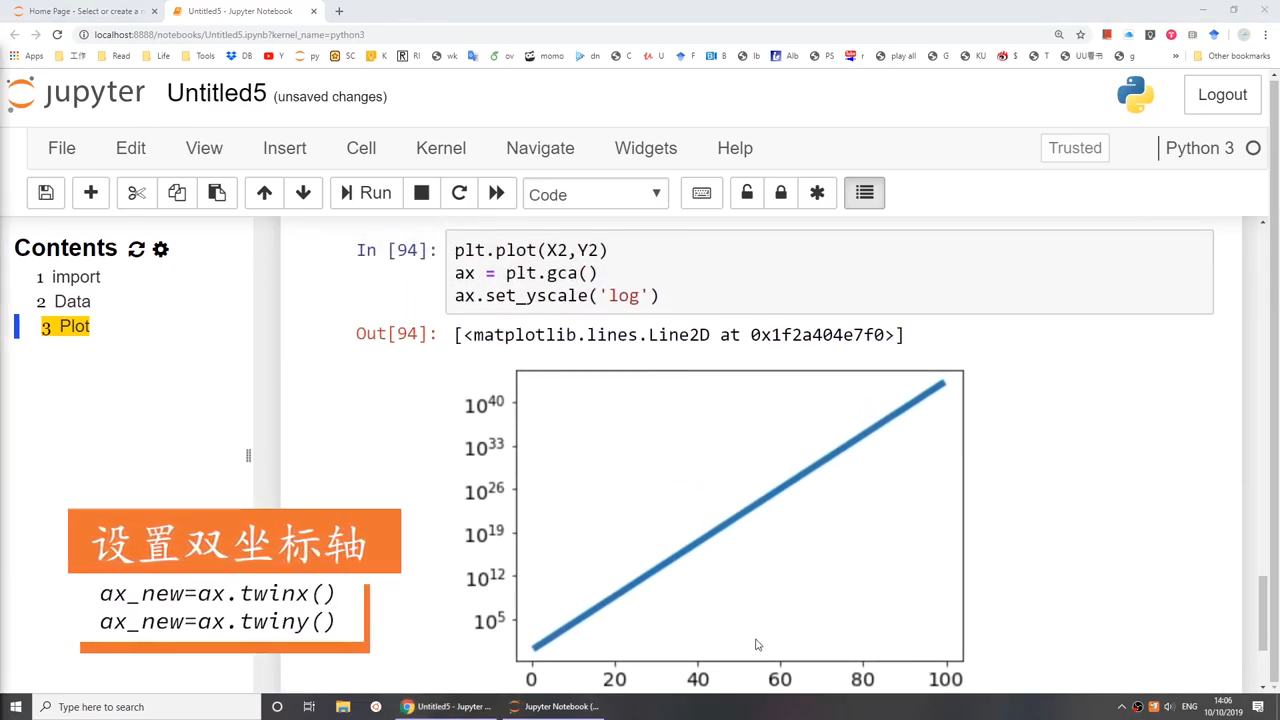 Home Page - Select or create a n
Untitled5 - Jupyter Notebook
localhost:8888/notebooks/Untitled5.ipynb?kernel_name=python3
Apps 工作 Read Life Tools DB Y py SC K RI wk ov momo dn C U B Ib Alb PS play all G KU $ T UU看书 g Other bookmarks
jupyter Untitled5 (unsaved changes) Logout
File Edit View Insert Cell Kernel Navigate Widgets Help Trusted Python 3
Run Code
Contents
1 import
2 Data
3 Plot
In [94]: plt.plot(X2,Y2)
ax = plt.gca()
ax.set_yscale('log')
Out[94]: [<matplotlib.lines.Line2D at 0x1f2a404e7f0>]
10^40
10^33
10^26
10^19
10^12
10^5
0 20 40 60 80 100
设置双坐标轴
ax_new=ax.twinx()
ax_new=ax.twiny()
Type here to search
Untitled5 - Jupyter ...
Jupyter Notebook (...
14:06
10/10/2019